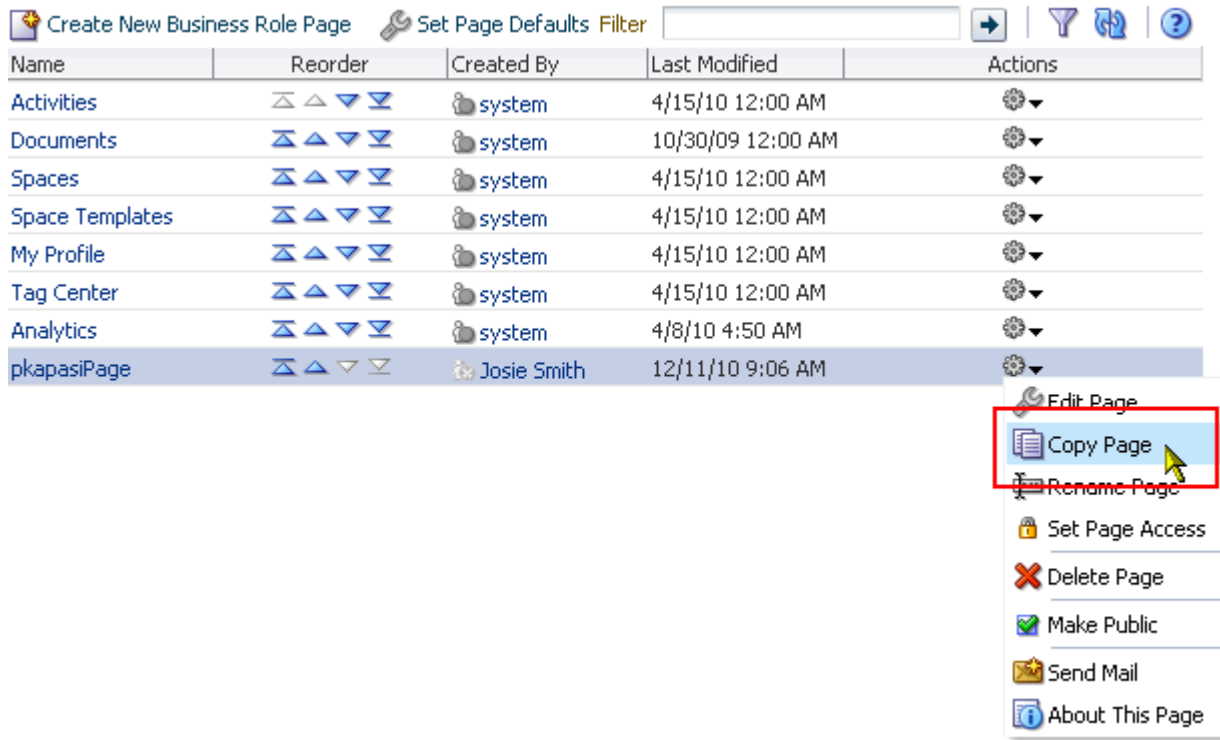 Create New Business Role Page Set Page Defaults Filter
Name Reorder Created By Last Modified Actions
Activities system 4/15/10 12:00 AM
Documents system 10/30/09 12:00 AM
Spaces system 4/15/10 12:00 AM
Space Templates system 4/15/10 12:00 AM
My Profile system 4/15/10 12:00 AM
Tag Center system 4/15/10 12:00 AM
Analytics system 4/8/10 4:50 AM
pkapasiPage Josie Smith 12/11/10 9:06 AM
Edit Page
Copy Page
Rename Page
Set Page Access
Delete Page
Make Public
Send Mail
About This Page